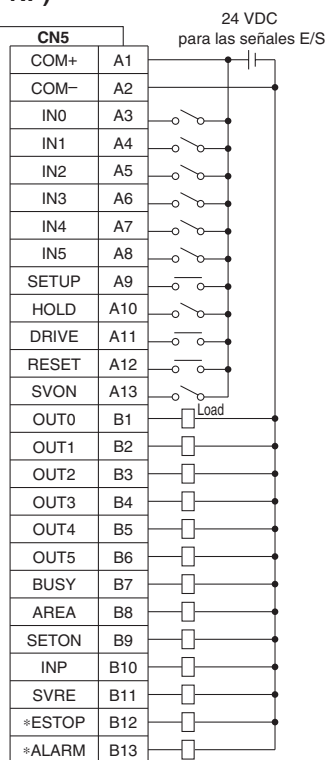 24 VDC
para las señales E/S
CN5
COM+ A1
COM− A2
IN0 A3
IN1 A4
IN2 A5
IN3 A6
IN4 A7
IN5 A8
SETUP A9
HOLD A10
DRIVE A11
RESET A12
SVON A13
Load
OUT0 B1
OUT1 B2
OUT2 B3
OUT3 B4
OUT4 B5
OUT5 B6
BUSY B7
AREA B8
SETON B9
INP B10
SVRE B11
*ESTOP B12
*ALARM B13